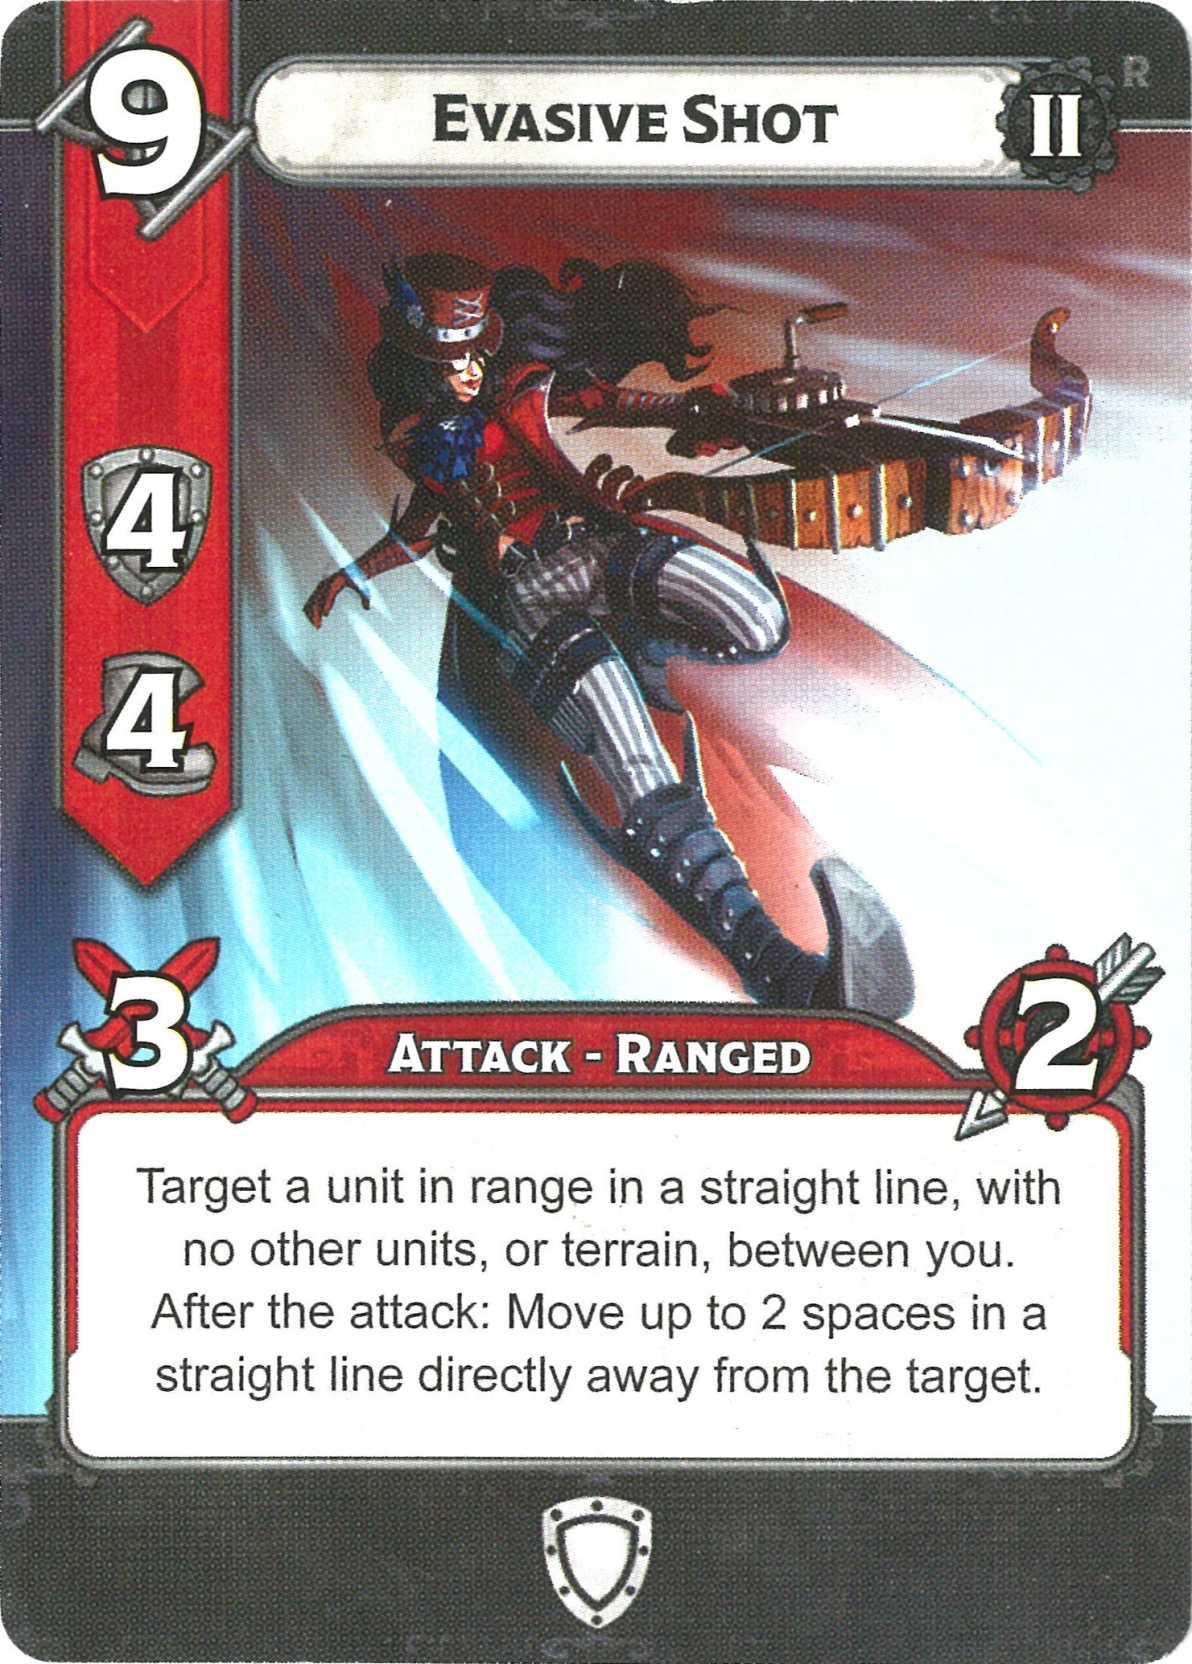 9
EVASIVE SHOT
II
R
4
4
3
ATTACK - RANGED
2
Target a unit in range in a straight line, with
no other units, or terrain, between you.
After the attack: Move up to 2 spaces in a
straight line directly away from the target.